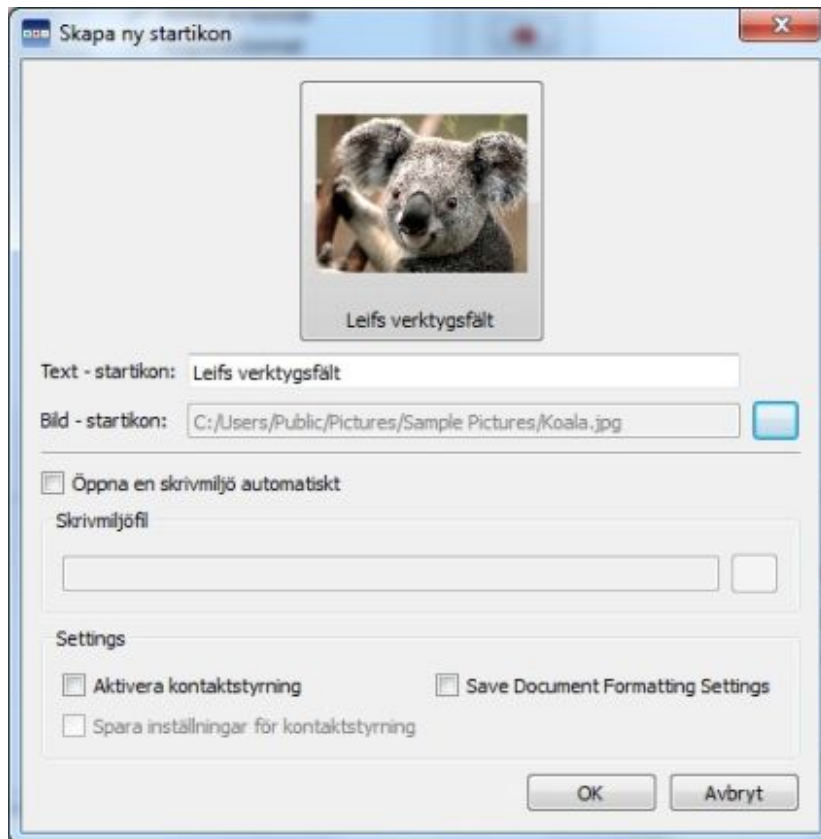 Skapa ny startikon
Leifs verktygsfält
Text - startikon: Leifs verktygsfält
Bild - startikon: C:/Users/Public/Pictures/Sample Pictures/Koala.jpg
Öppna en skrivmiljö automatiskt
Skrivmiljöfil
Settings
Aktivera kontaktstyrning Save Document Formatting Settings
Spara inställningar för kontaktstyrning
OK Avbryt